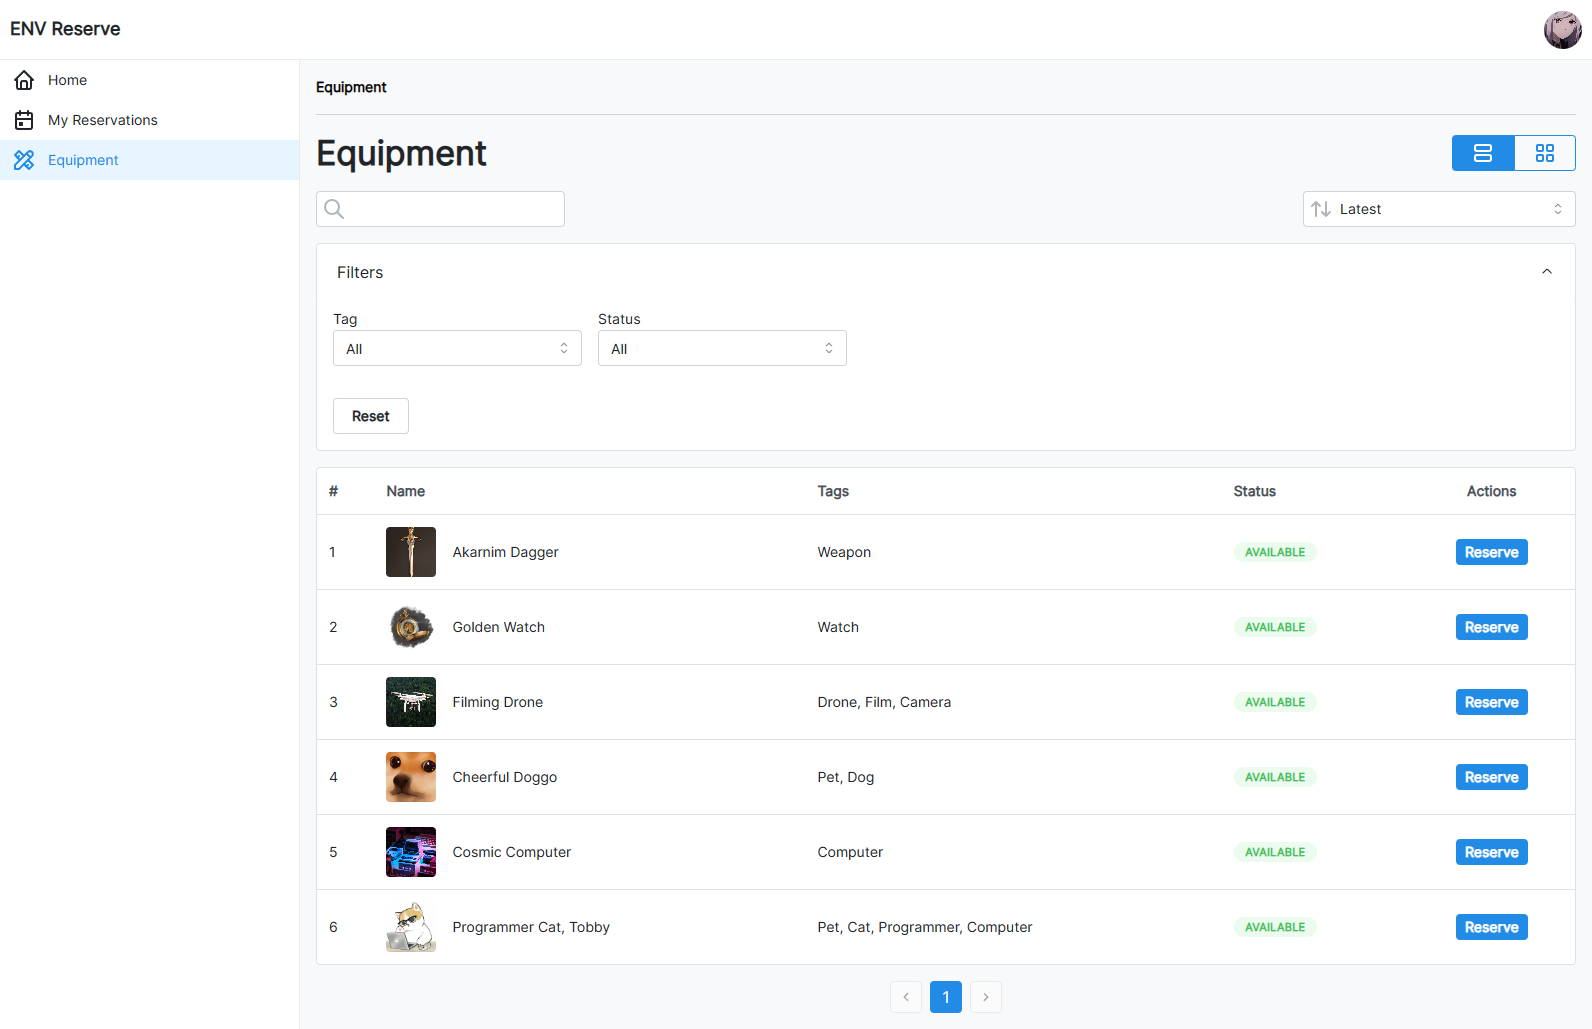 ENV Reserve
Home
My Reservations
Equipment
Equipment
Equipment
Latest
Filters
Tag
Status
All
All
Reset
# Name Tags Status Actions
1 Akarnim Dagger Weapon AVAILABLE Reserve
2 Golden Watch Watch AVAILABLE Reserve
3 Filming Drone Drone, Film, Camera AVAILABLE Reserve
4 Cheerful Doggo Pet, Dog AVAILABLE Reserve
5 Cosmic Computer Computer AVAILABLE Reserve
6 Programmer Cat, Tobby Pet, Cat, Programmer, Computer AVAILABLE Reserve
1